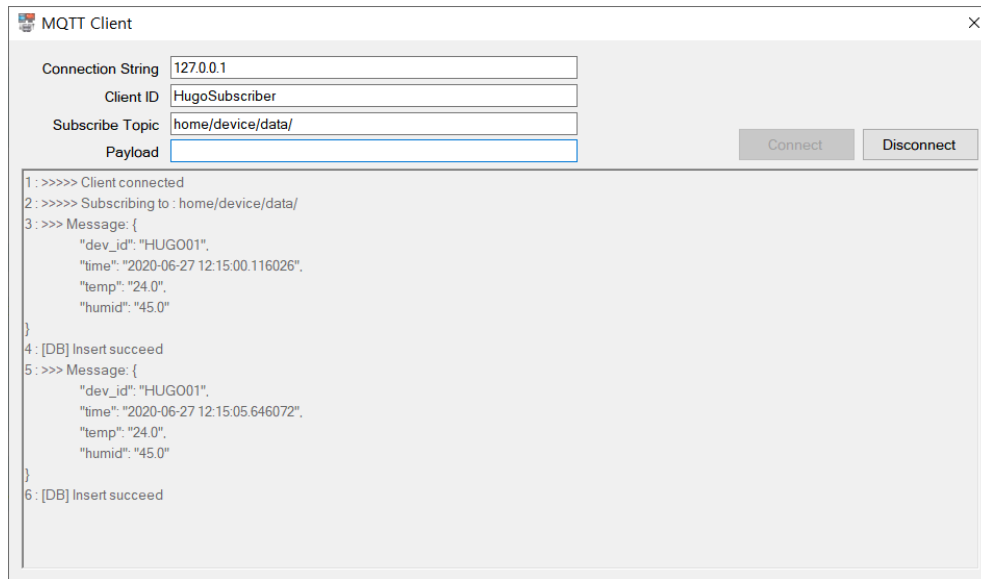 MQTT Client
Connection String 127.0.0.1
Client ID HugoSubscriber
Subscribe Topic home/device/data/
Payload
Connect Disconnect
1 : >>>>> Client connected
2 : >>>>> Subscribing to : home/device/data/
3 : >>> Message: {
"dev_id": "HUGO01",
"time": "2020-06-27 12:15:00.116026",
"temp": "24.0",
"humid": "45.0"
}
4 : [DB] Insert succeed
5 : >>> Message: {
"dev_id": "HUGO01",
"time": "2020-06-27 12:15:05.646072",
"temp": "24.0",
"humid": "45.0"
}
6 : [DB] Insert succeed